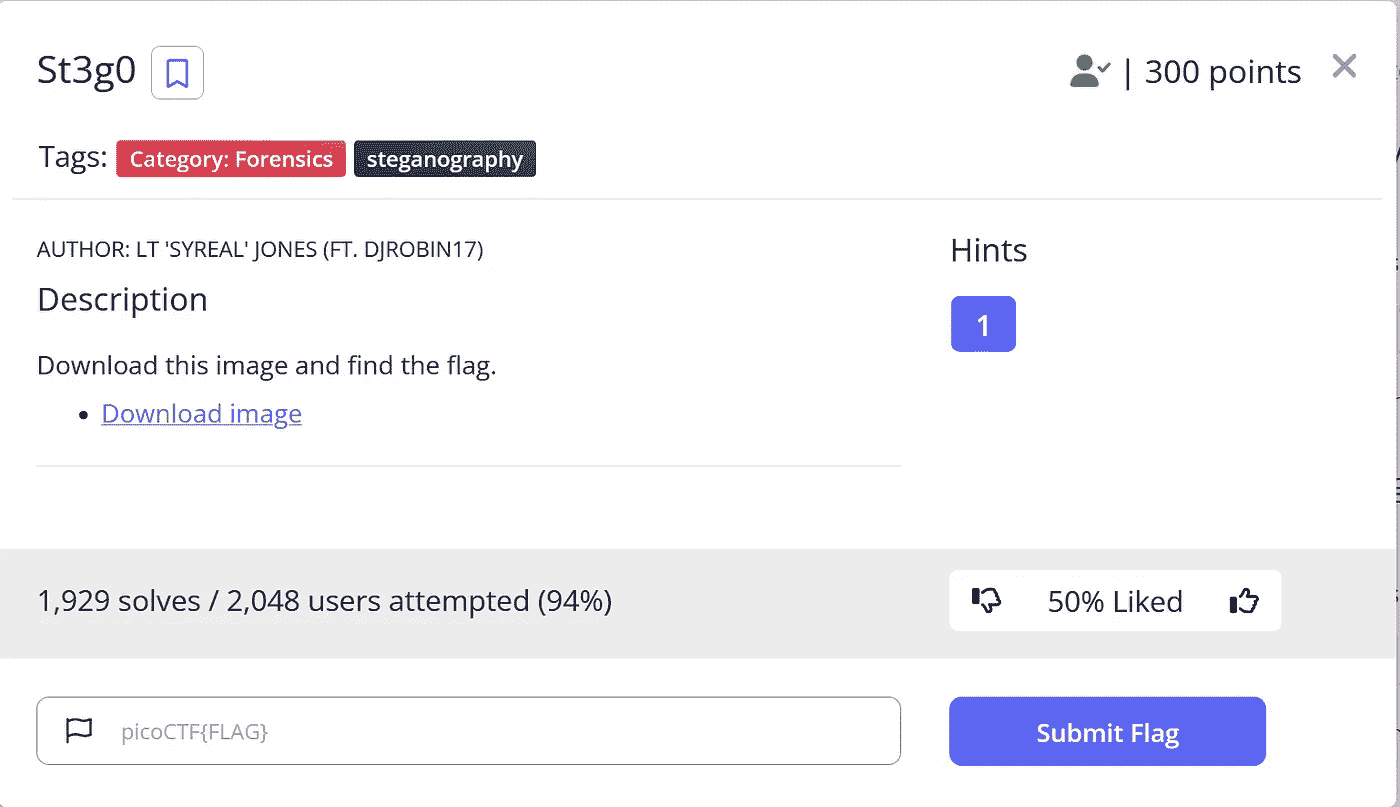 St3g0
| 300 points
Tags: Category: Forensics steganography
AUTHOR: LT 'SYREAL' JONES (FT. DJROBIN17)
Hints
Description
1
Download this image and find the flag.
Download image
1,929 solves / 2,048 users attempted (94%)
50% Liked
picoCTF{FLAG}
Submit Flag